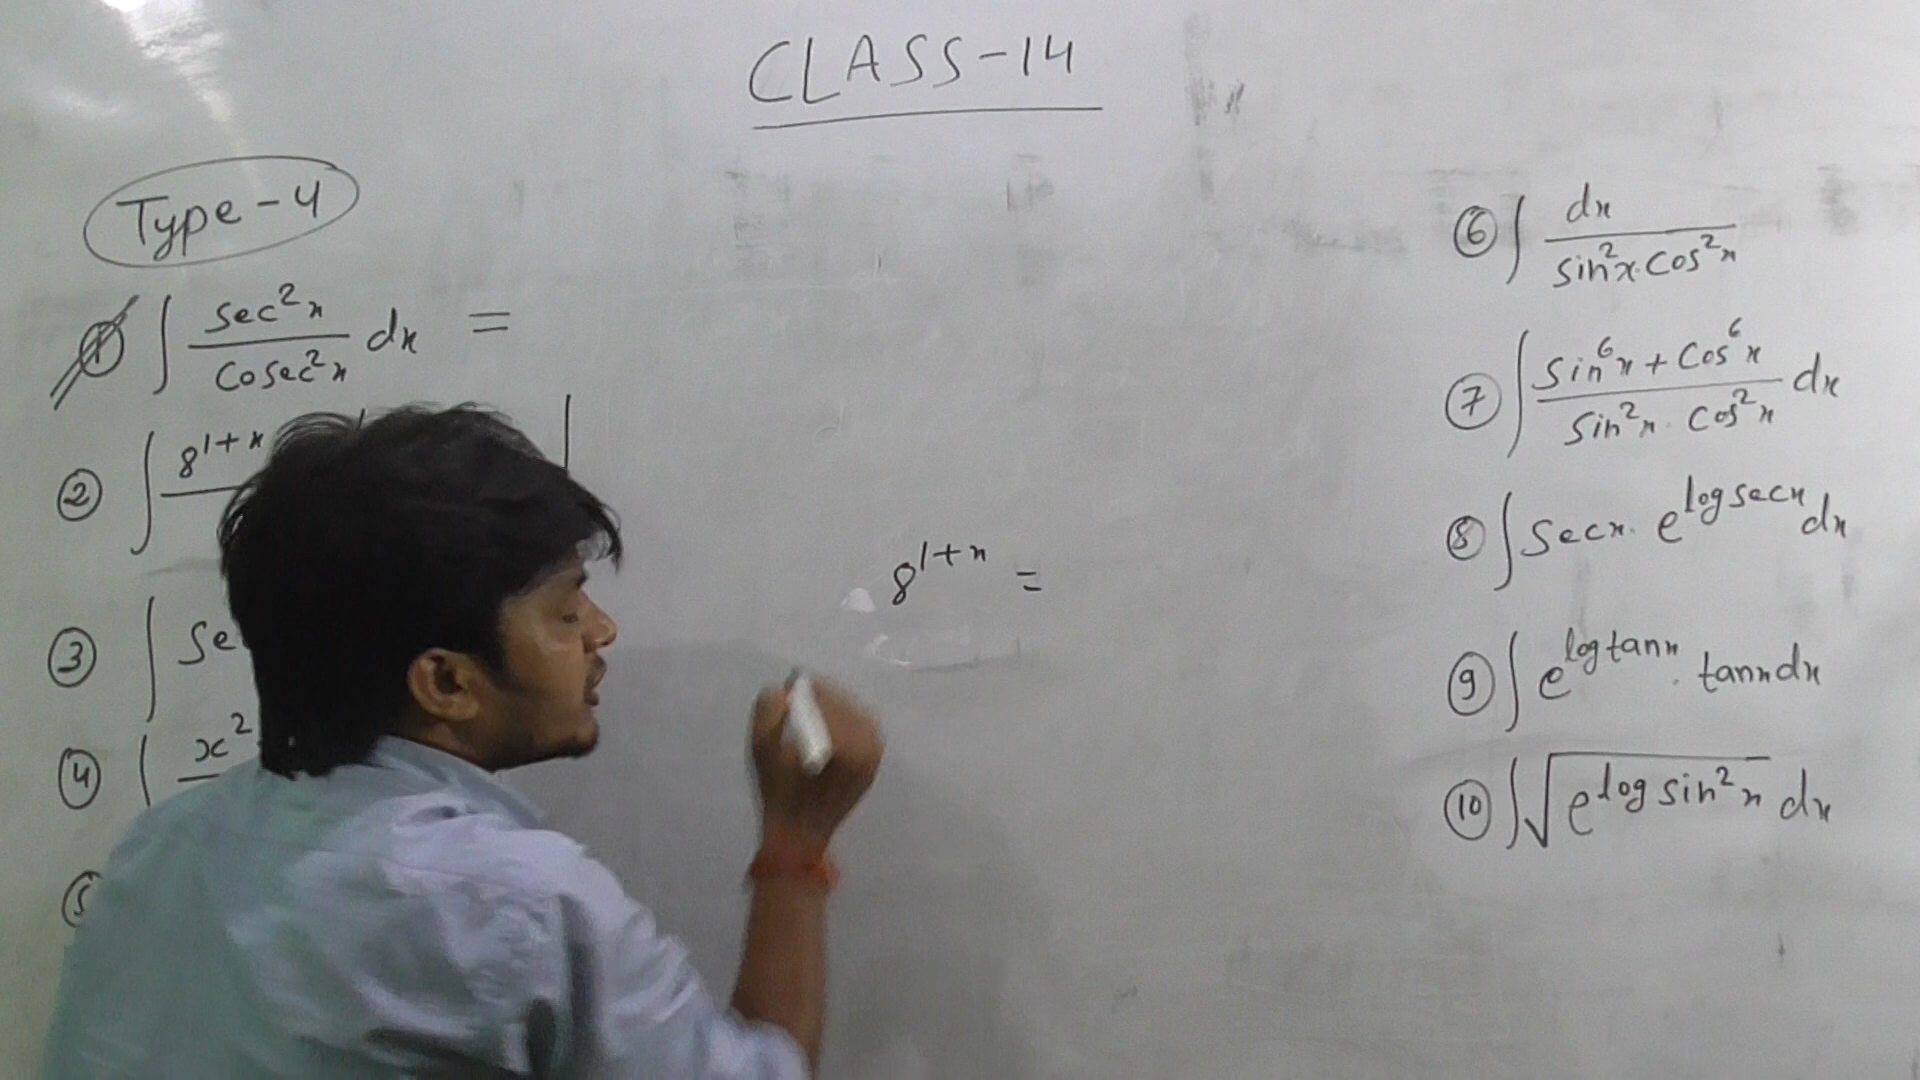 CLASS-14
Type-4
① ∫ sec²x / cosec²x dx =
② ∫ 8^(1+x)
③ ∫ Se
④ ∫ x²
⑤
8^(1+x) =
⑥ ∫ dx / sin²x·cos²x
⑦ ∫ sin⁶x + cos⁶x / sin²x·cos²x dx
⑧ ∫ secx·e^(log secx) dx
⑨ ∫ e^(log tanx)·tanx dx
⑩ ∫ √(e^(log sin²x)) dx